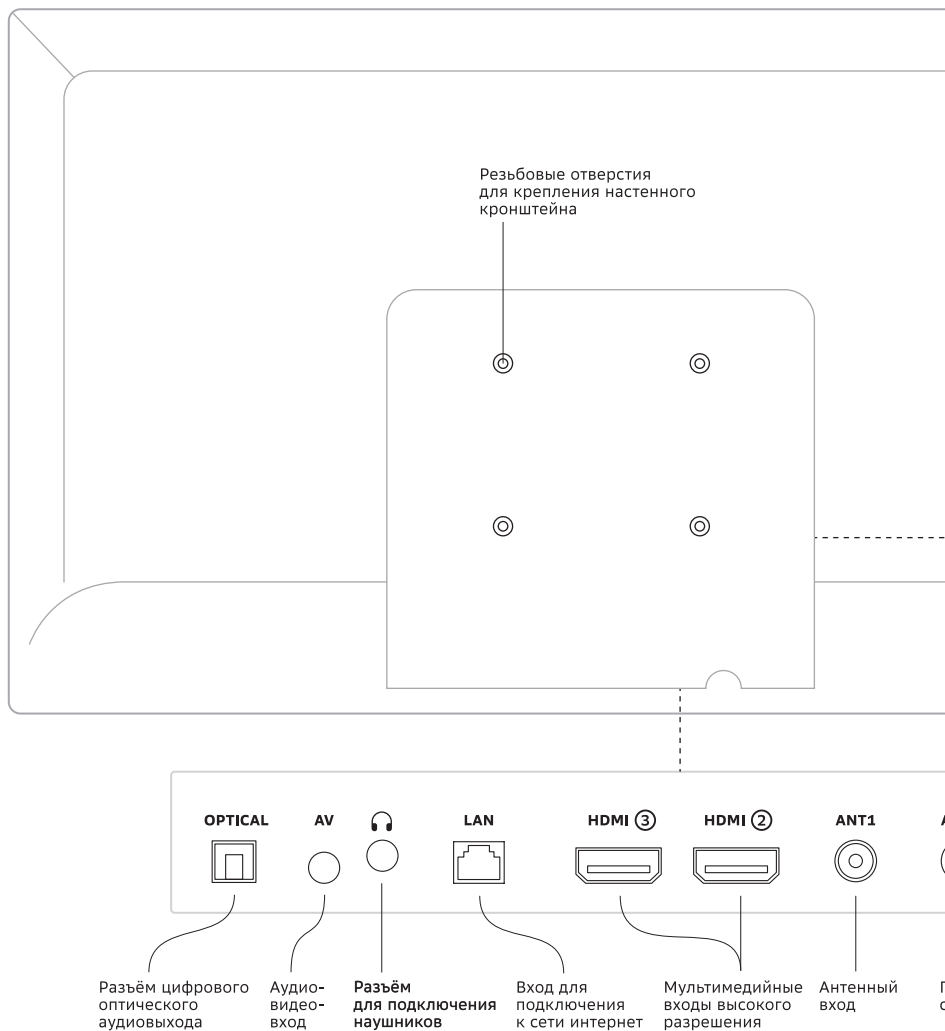 Резьбовые отверстия
для крепления настенного
кронштейна
OPTICAL AV LAN HDMI 3 HDMI 2 ANT1
Разъём цифрового
оптического
аудиовыхода
Аудио-
видео-
вход
Разъём
для подключения
наушников
Вход для
подключения
к сети интернет
Мультимедийные
входы высокого
разрешения
Антенный
вход